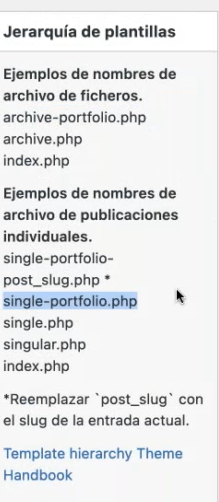 Jerarquía de plantillas
Ejemplos de nombres de
archivo de ficheros.
archive-portfolio.php
archive.php
index.php
Ejemplos de nombres de
archivo de publicaciones
individuales.
single-portfolio-
post_slug.php *
single-portfolio.php
single.php
singular.php
index.php
*Reemplazar `post_slug` con
el slug de la entrada actual.
Template hierarchy Theme
Handbook